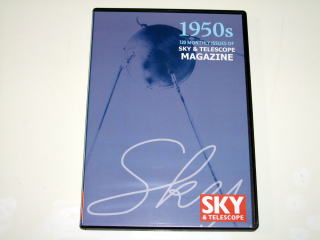 1950s
120 MONTHLY ISSUES OF
SKY & TELESCOPE
MAGAZINE
Sky
SKY
& TELESCOPE